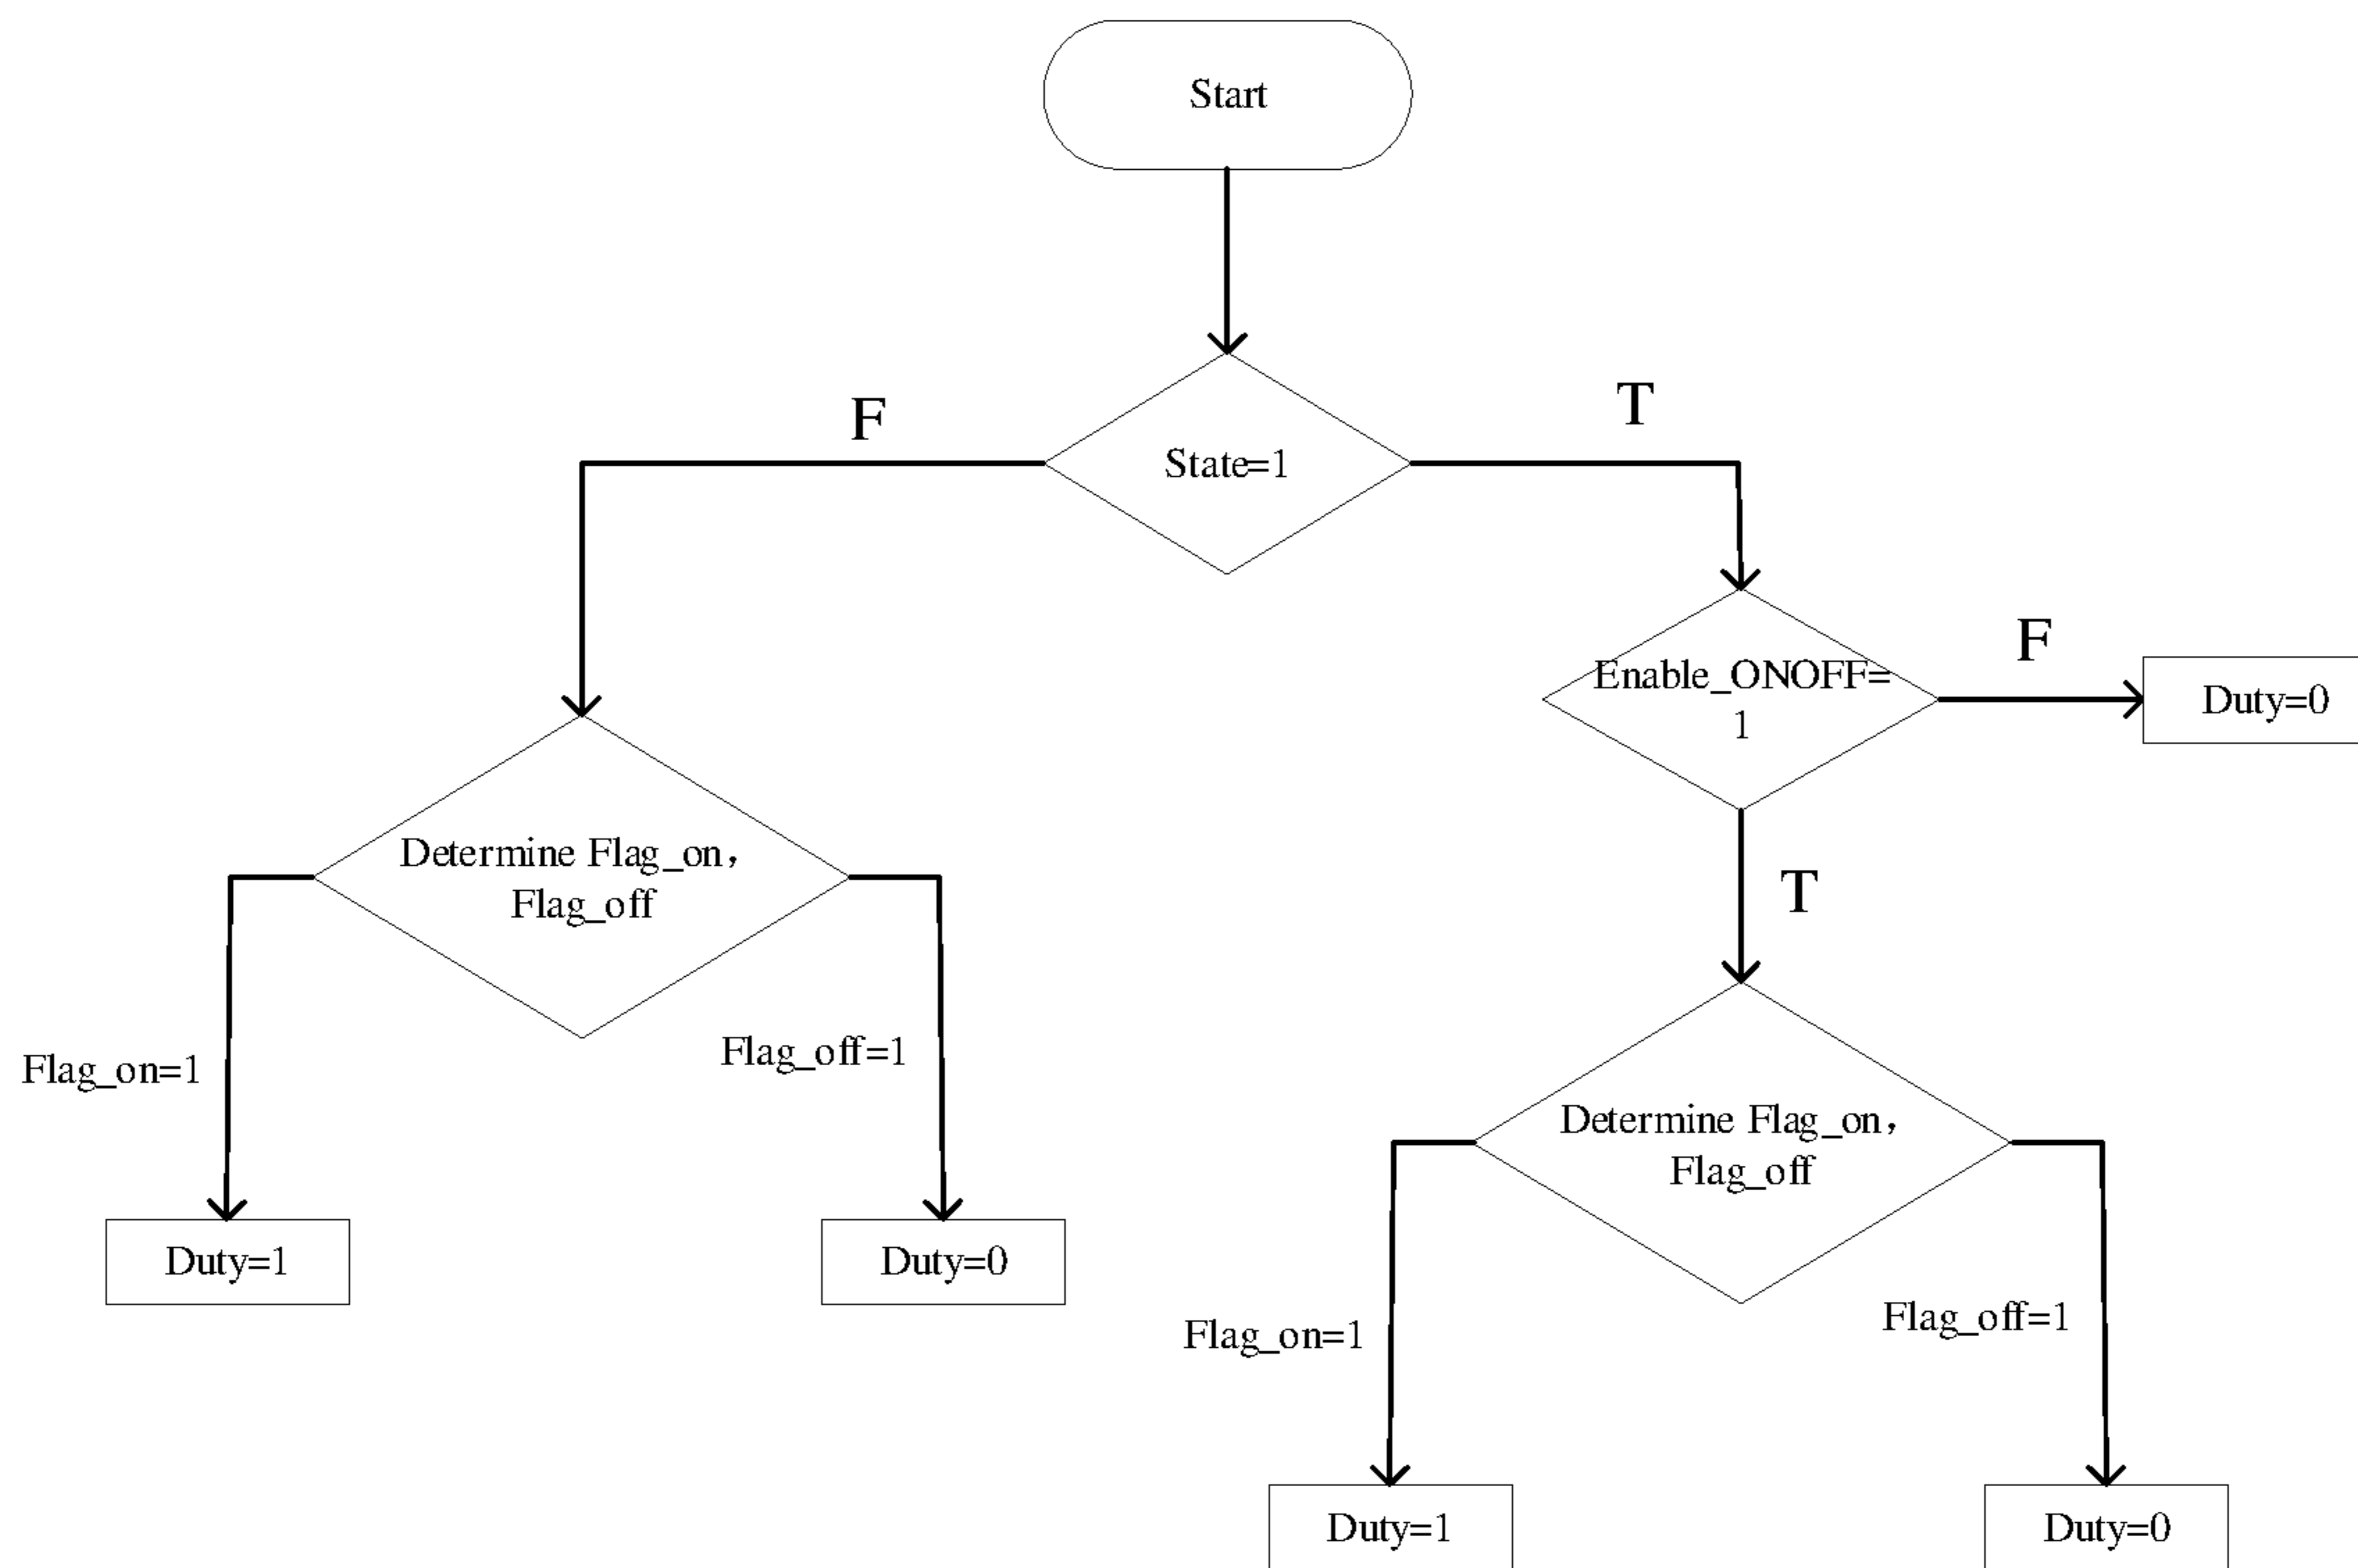 Start
F
T
State=1
F
Enable_ONOFF=
1
Duty=0
Determine Flag_on，
Flag_off
T
Flag_on=1
Flag_off=1
Determine Flag_on，
Flag_off
Duty=1
Duty=0
Flag_on=1
Flag_off=1
Duty=1
Duty=0